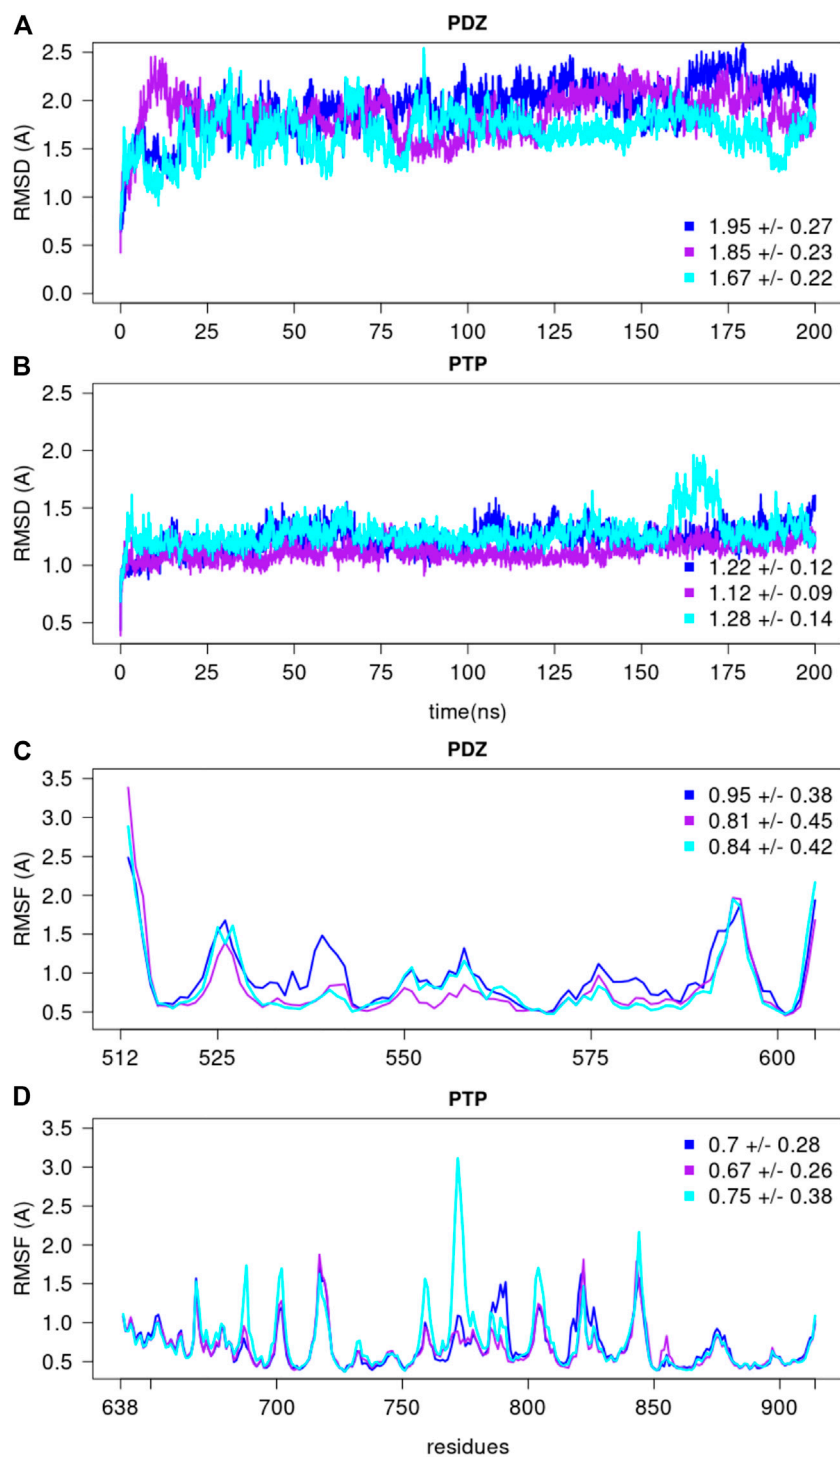 A
PDZ
RMSD (A)
2.5
2.0
1.5
1.0
0.5
0.0
1.95 +/- 0.27
1.85 +/- 0.23
1.67 +/- 0.22
0 25 50 75 100 125 150 175 200
B
PTP
RMSD (A)
2.5
2.0
1.5
1.0
0.5
1.22 +/- 0.12
1.12 +/- 0.09
1.28 +/- 0.14
0 25 50 75 100 125 150 175 200
time(ns)
C
PDZ
RMSF (A)
3.5
3.0
2.5
2.0
1.5
1.0
0.5
0.95 +/- 0.38
0.81 +/- 0.45
0.84 +/- 0.42
512 525 550 575 600
D
PTP
RMSF (A)
3.5
3.0
2.5
2.0
1.5
1.0
0.5
0.7 +/- 0.28
0.67 +/- 0.26
0.75 +/- 0.38
638 700 750 800 850 900
residues